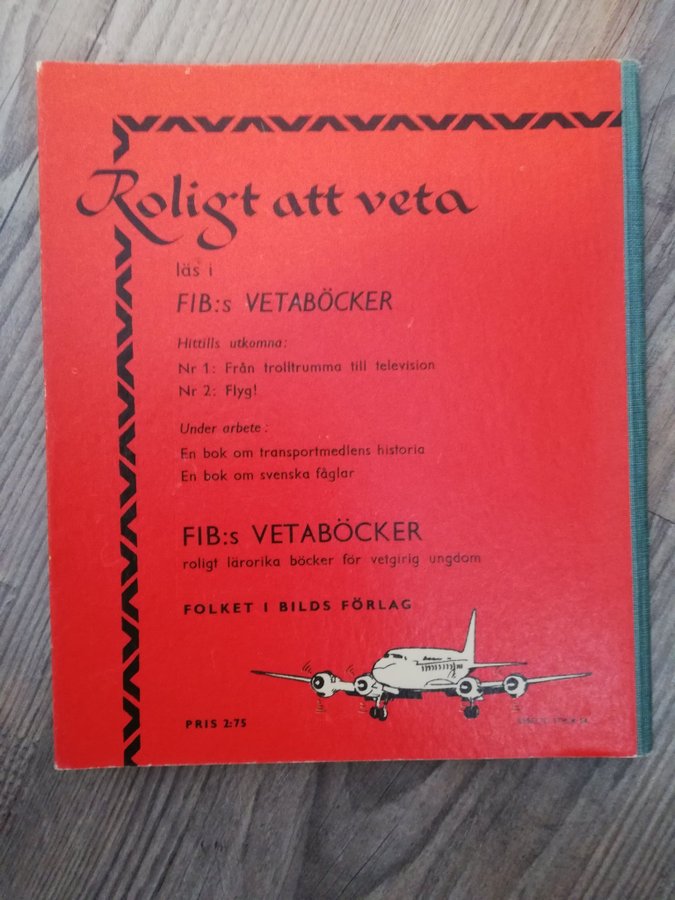 Roligt att veta
läs i
FIB:s VETABÖCKER
Hittills utkomna:
Nr 1: Från trolltrumma till television
Nr 2: Flyg!
Under arbete:
En bok om transportmedlens historia
En bok om svenska fåglar
FIB:s VETABÖCKER
roligt lärorika böcker för vetgirig ungdom
FOLKET I BILDS FÖRLAG
PRIS 2:75